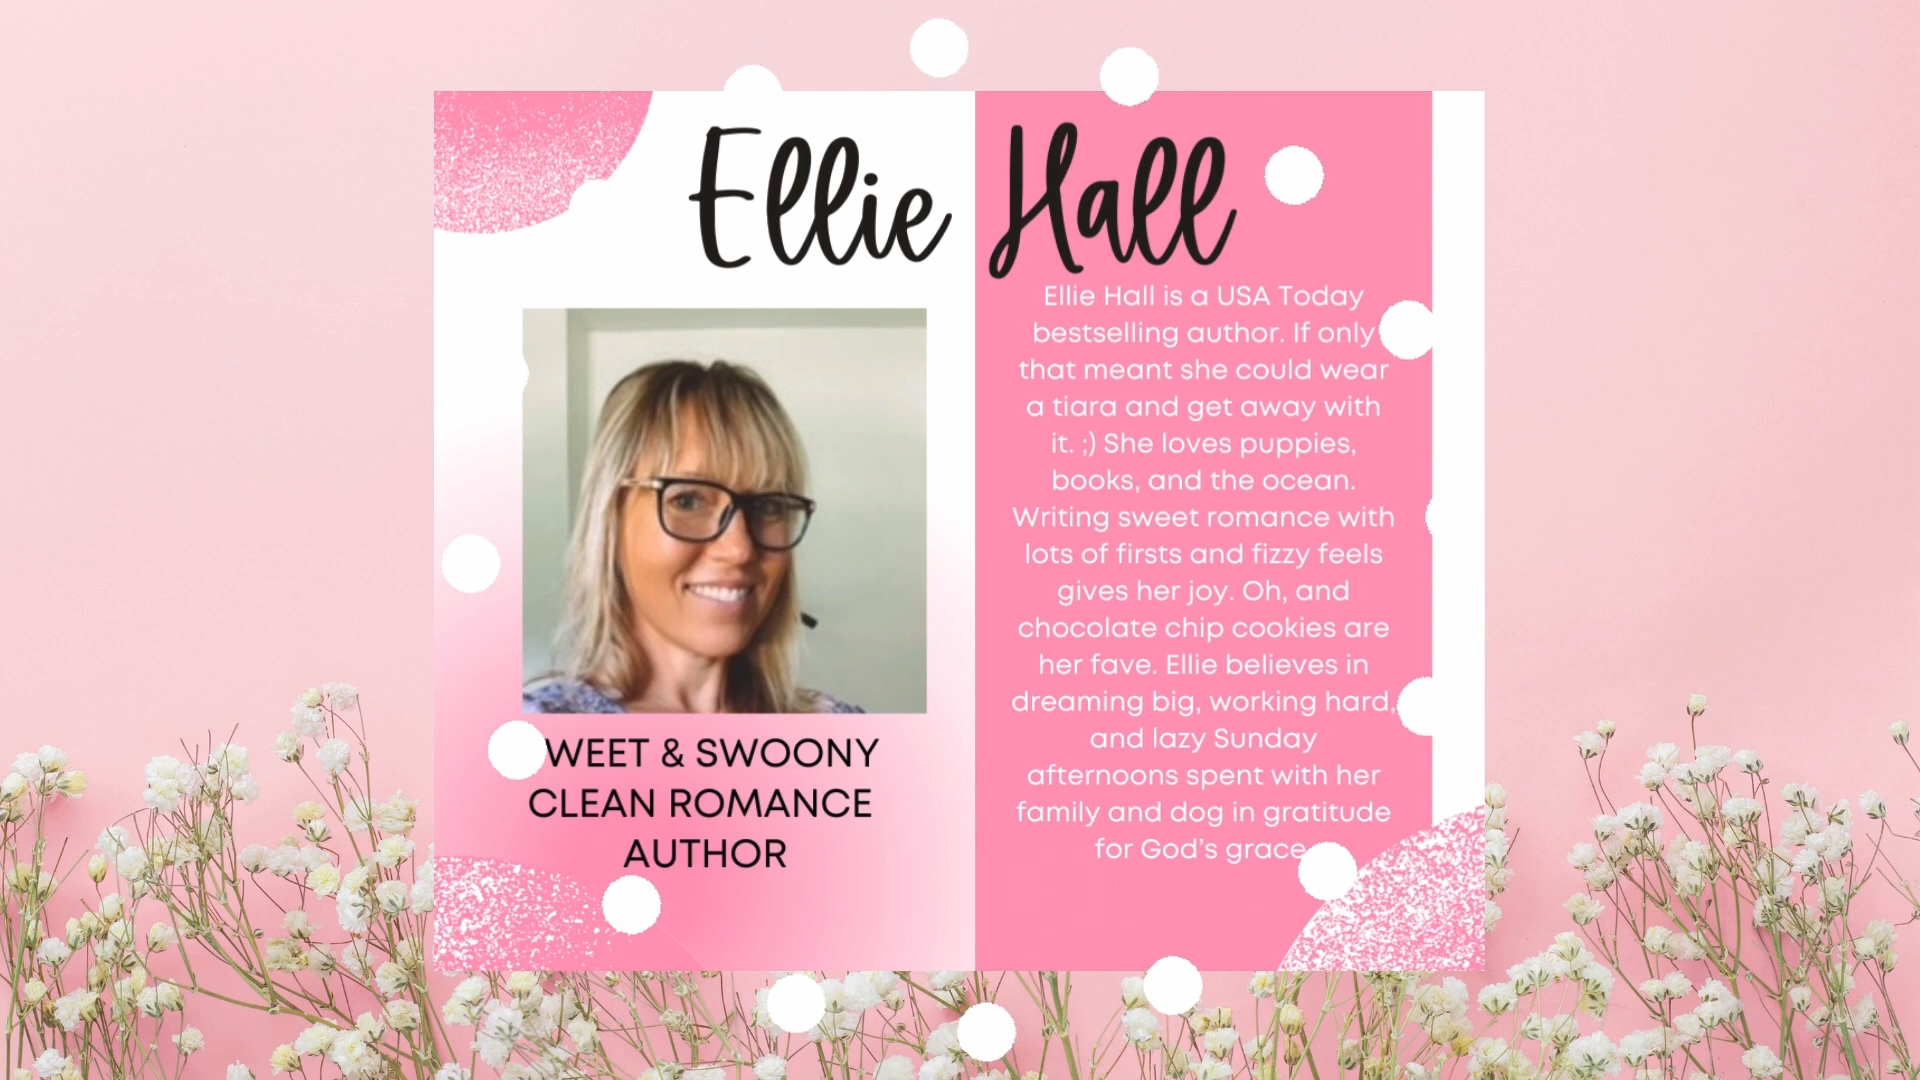 Ellie Hall
WEET & SWOONY
CLEAN ROMANCE
AUTHOR
Ellie Hall is a USA Today
bestselling author. If only
that meant she could wear
a tiara and get away with
it. ;) She loves puppies,
books, and the ocean.
Writing sweet romance with
lots of firsts and fizzy feels
gives her joy. Oh, and
chocolate chip cookies are
her fave. Ellie believes in
dreaming big, working hard,
and lazy Sunday
afternoons spent with her
family and dog in gratitude
for God’s grace